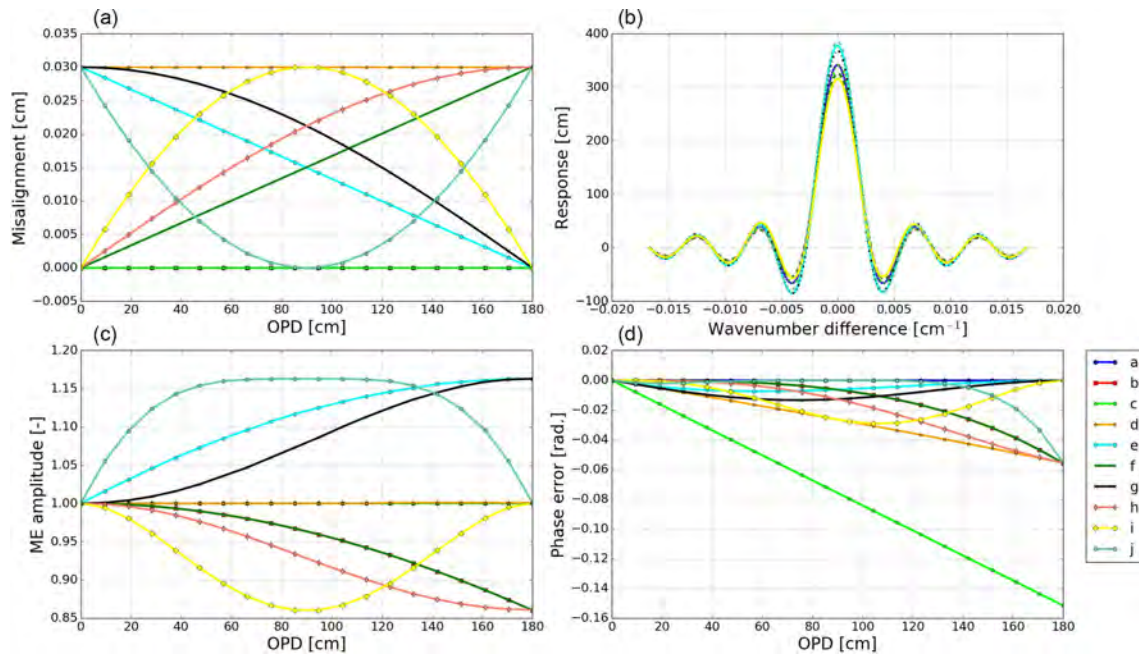 (a)
(b)
0.035
0.030
0.025
0.020
0.015
0.010
0.005
0.000
−0.005
Misalignment [cm]
0 20 40 60 80 100 120 140 160 180
OPD [cm]
400
300
200
100
0
−100
Response [cm]
−0.020 −0.015 −0.010 −0.005 0.000 0.005 0.010 0.015 0.020
Wavenumber difference [cm−1]
(c)
(d)
1.20
1.15
1.10
1.05
1.00
0.95
0.90
0.85
ME amplitude [-]
0 20 40 60 80 100 120 140 160 180
OPD [cm]
0.02
0.00
−0.02
−0.04
−0.06
−0.08
−0.10
−0.12
−0.14
−0.16
Phase error [rad.]
0 20 40 60 80 100 120 140 160 180
OPD [cm]
a
b
c
d
e
f
g
h
i
j